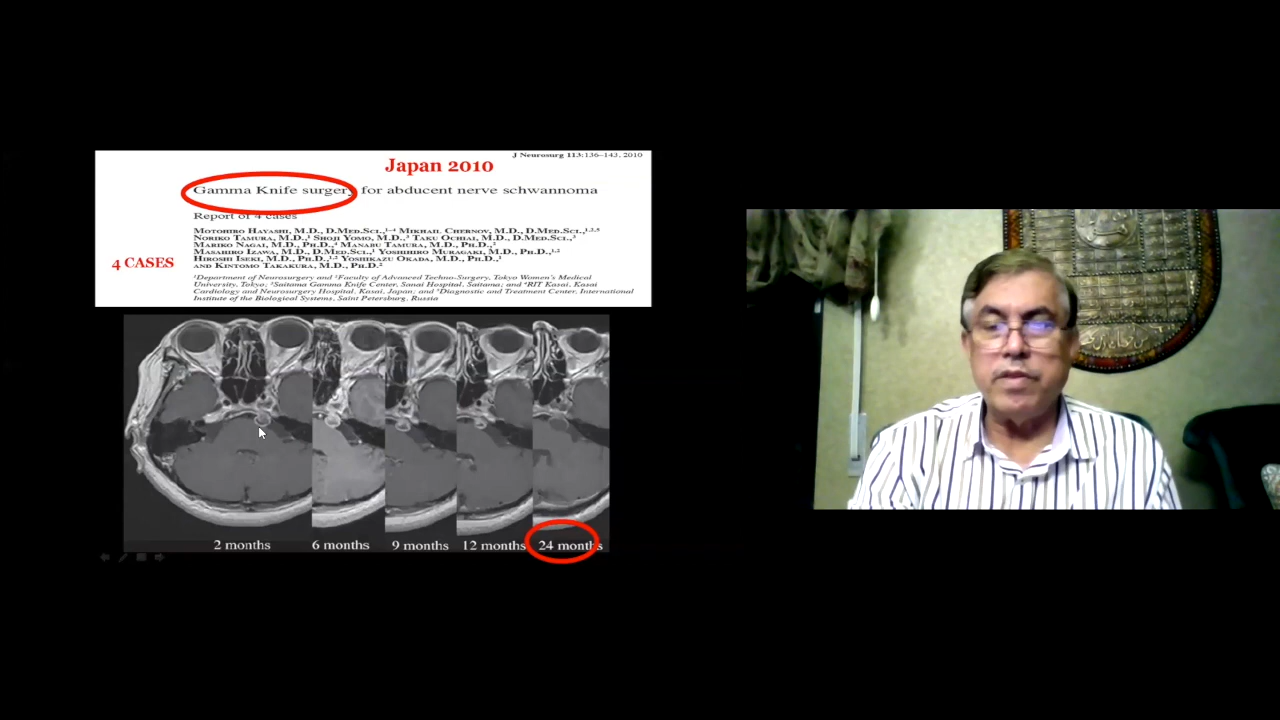 J Neurosurg 113:136–143, 2010
Japan 2010
Gamma Knife surgery for abducent nerve schwannoma
Report of 4 cases
Motohiro Hayashi, M.D., D.Med.Sci., Mikhail Chernov, M.D., D.Med.Sci.,
Noriko Tamura, M.D., Shoji Yomo, M.D., Taku Ochiai, M.D., D.Med.Sci.,
Mariko Nagai, M.D., Ph.D., Manabu Tamura, M.D., Ph.D.,
Masahiro Izawa, M.D., D.Med.Sci., Yoshihiro Muragaki, M.D., Ph.D.,
Hiroshi Iseki, M.D., Ph.D., Yoshikazu Okada, M.D., Ph.D.,
and Kintomo Takakura, M.D., Ph.D.
4 CASES
Department of Neurosurgery and Faculty of Advanced Techno-Surgery, Tokyo Women's Medical
University, Tokyo; Saitama Gamma Knife Center, Sanai Hospital, Saitama; and RIT Kasai, Kasai
Cardiology and Neurosurgery Hospital, Kasai, Japan; and Diagnostic and Treatment Center, International
Institute of the Biological Systems, Saint Petersburg, Russia
2 months 6 months 9 months 12 months 24 months